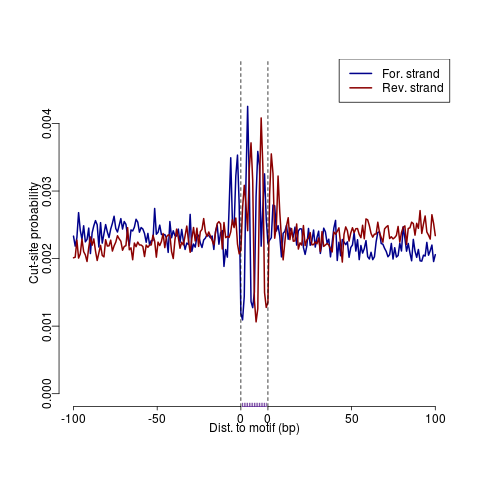 For. strand
Rev. strand
Cut-site probability
0.004
0.003
0.002
0.001
0.000
-100 -50 0 0 50 100
Dist. to motif (bp)